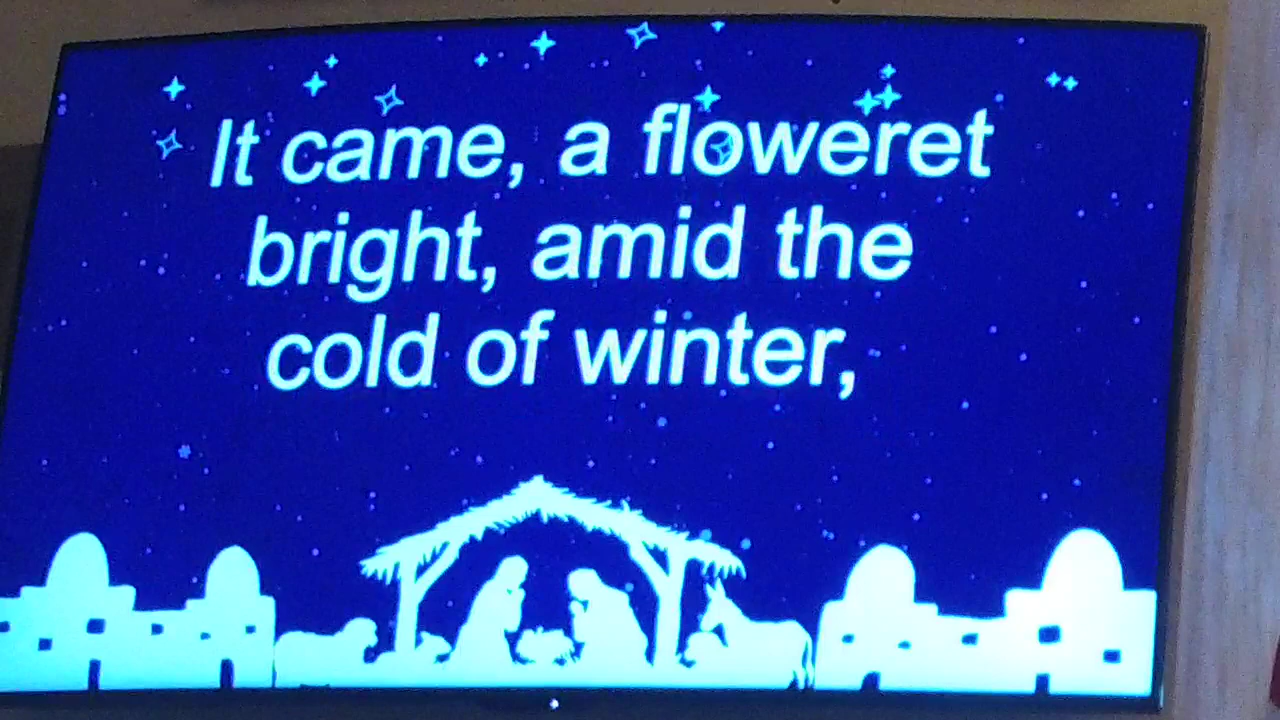 It came, a floweret
bright, amid the
cold of winter,